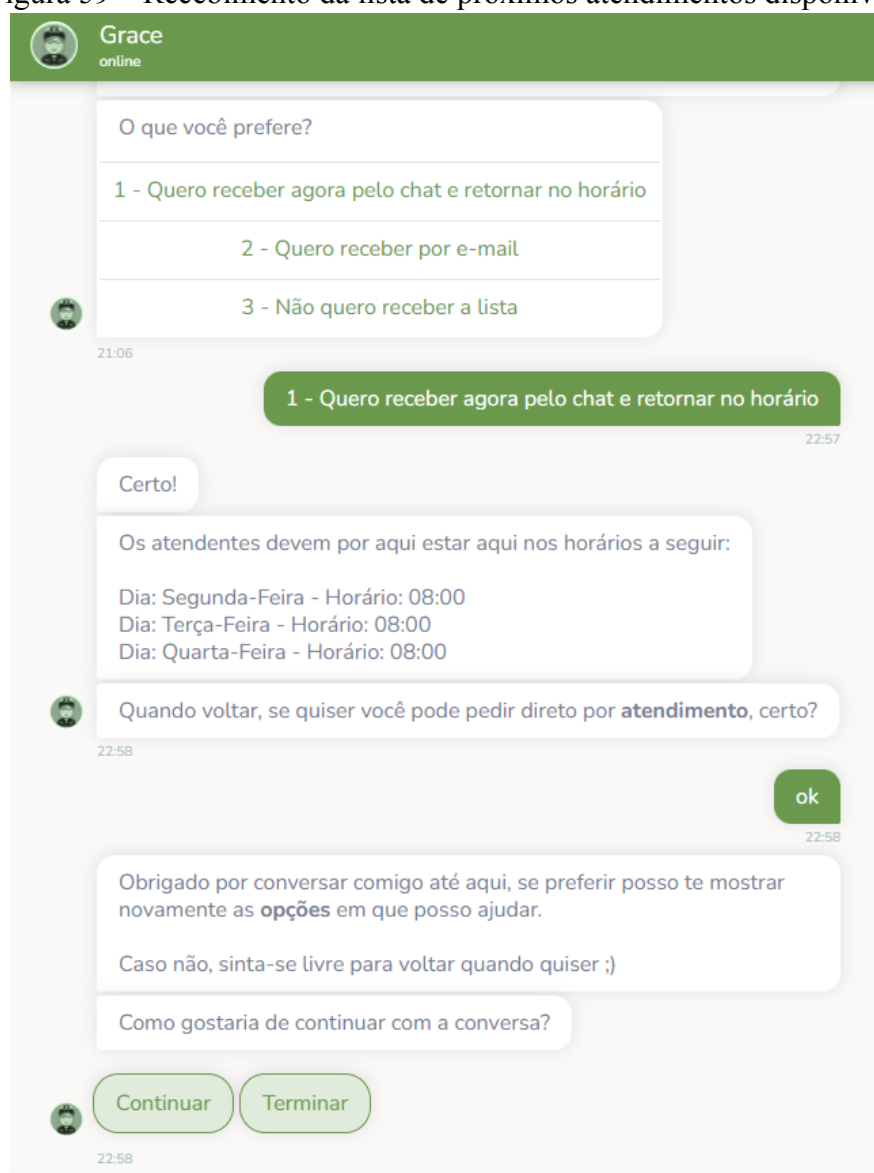 Recebimento da lista de próximos atendimentos
Grace
online
O que você prefere?
1 - Quero receber agora pelo chat e retornar no horário
2 - Quero receber por e-mail
3 - Não quero receber a lista
21:06
1 - Quero receber agora pelo chat e retornar no horário
22:57
Certo!
Os atendentes devem por aqui estar aqui nos horários a seguir:
Dia: Segunda-Feira - Horário: 08:00
Dia: Terça-Feira - Horário: 08:00
Dia: Quarta-Feira - Horário: 08:00
Quando voltar, se quiser você pode pedir direto por atendimento, certo?
22:58
ok
22:58
Obrigado por conversar comigo até aqui, se preferir posso te mostrar
novamente as opções em que posso ajudar.
Caso não, sinta-se livre para voltar quando quiser ;)
Como gostaria de continuar com a conversa?
Continuar Terminar
22:58